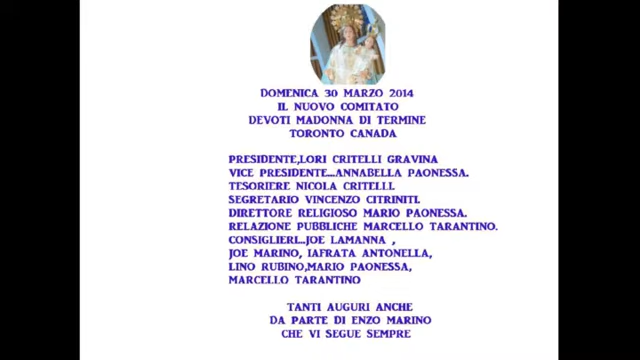 DOMENICA 30 MARZO 2014
IL NUOVO COMITATO
DEVOTI MADONNA DI TERMINE
TORONTO CANADA
PRESIDENTE,LORI CRITELLI GRAVINA
VICE PRESIDENTE...ANNABELLA PAONESSA.
TESORIERE NICOLA CRITELLI.
SEGRETARIO VINCENZO CITRINITI.
DIRETTORE RELIGIOSO MARIO PAONESSA.
RELAZIONE PUBBLICHE MARCELLO TARANTINO.
CONSIGLIERI...JOE LAMANNA ,
JOE MARINO, IAFRATA ANTONELLA,
LINO RUBINO,MARIO PAONESSA,
MARCELLO TARANTINO
TANTI AUGURI ANCHE
DA PARTE DI ENZO MARINO
CHE VI SEGUE SEMPRE